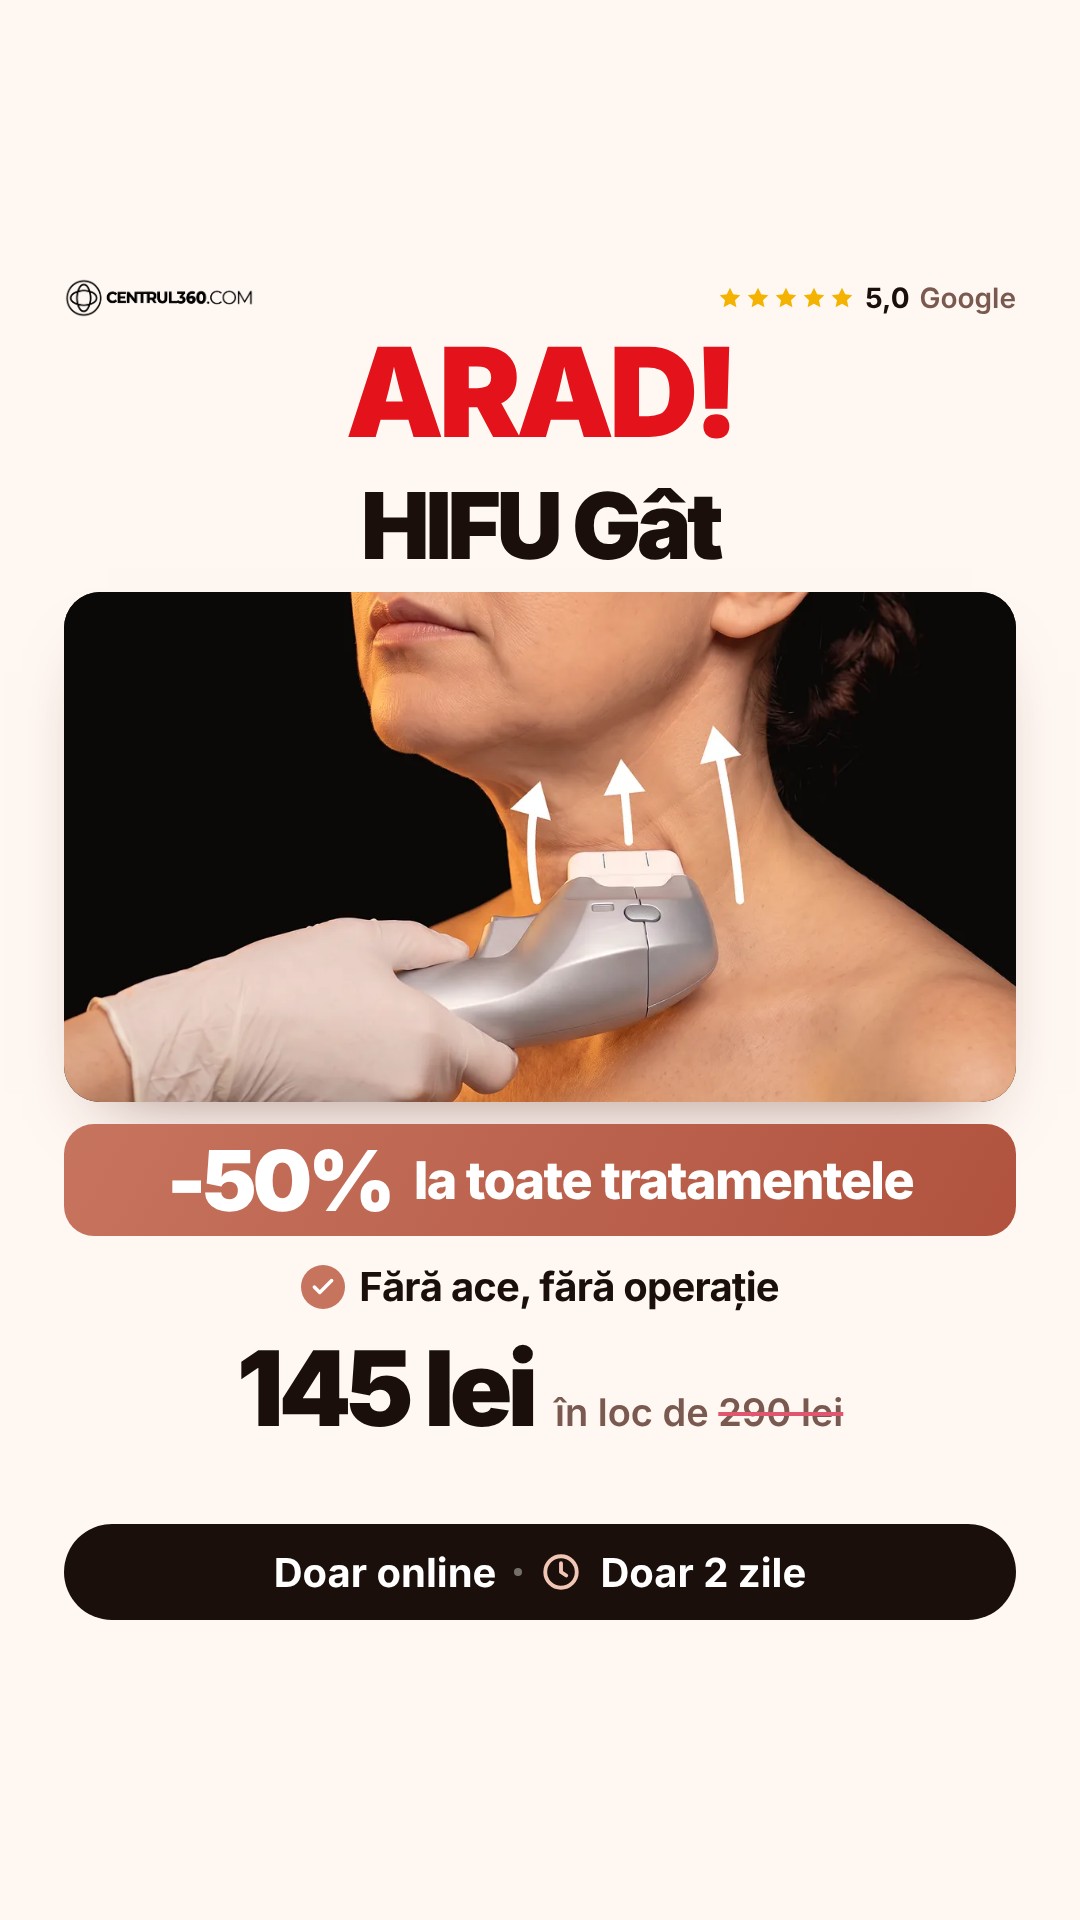 CENTRUL360.COM
5,0 Google
ARAD!
HIFU Gât
-50% la toate tratamentele
Fără ace, fără operație
145 lei în loc de 290 lei
Doar online • Doar 2 zile